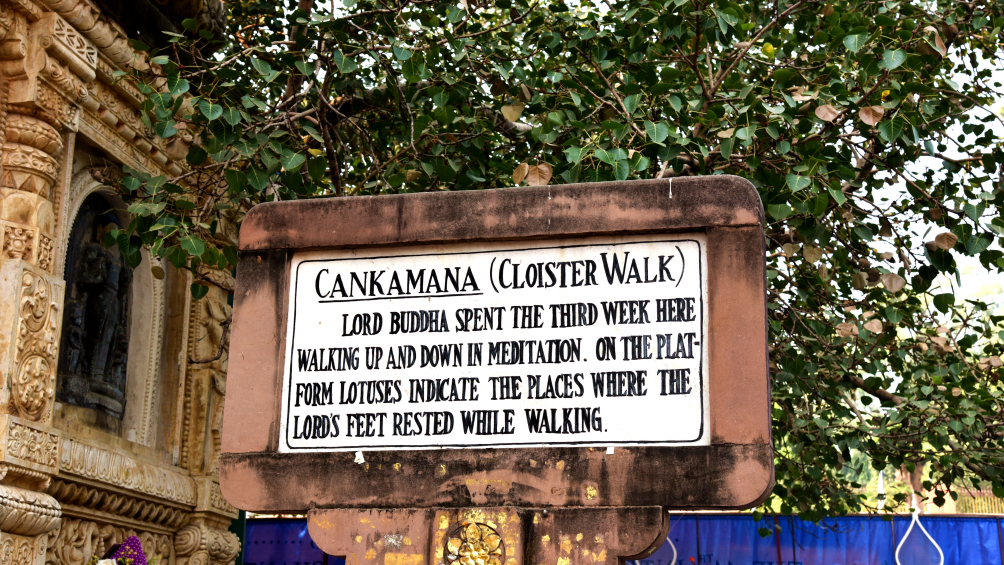 CANKAMANA (CLOISTER WALK)
LORD BUDDHA SPENT THE THIRD WEEK HERE
WALKING UP AND DOWN IN MEDITATION. ON THE PLAT-
FORM LOTUSES INDICATE THE PLACES WHERE THE
LORD'S FEET RESTED WHILE WALKING.